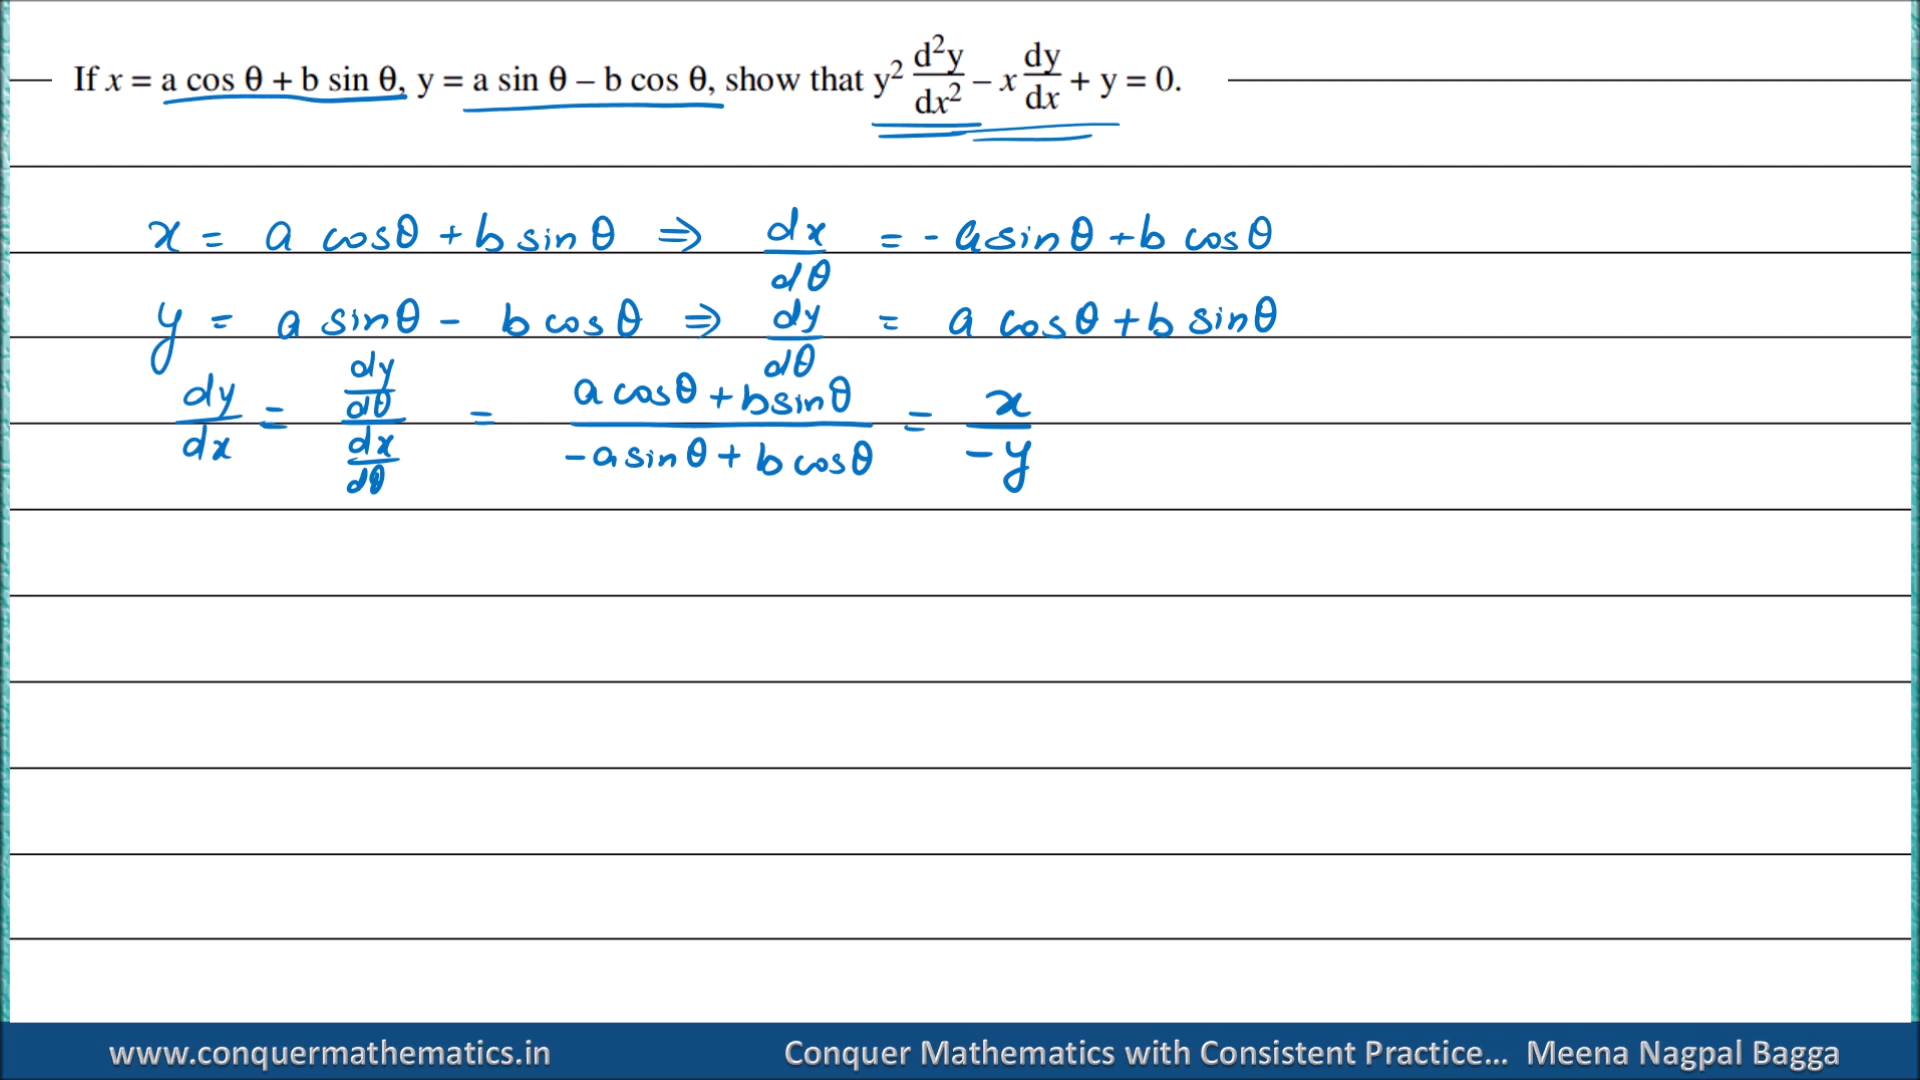 If x = a cos θ + b sin θ, y = a sin θ – b cos θ, show that y² d²y/dx² – x dy/dx + y = 0.
x = a cosθ + b sinθ ⇒ dx/dθ = - a sinθ + b cosθ
y = a sinθ - b cosθ ⇒ dy/dθ = a cosθ + b sinθ
dy/dx = (dy/dθ)/(dx/dθ) = (a cosθ + b sinθ)/(- a sinθ + b cosθ) = x/-y
www.conquermathematics.in Conquer Mathematics with Consistent Practice... Meena Nagpal Bagga